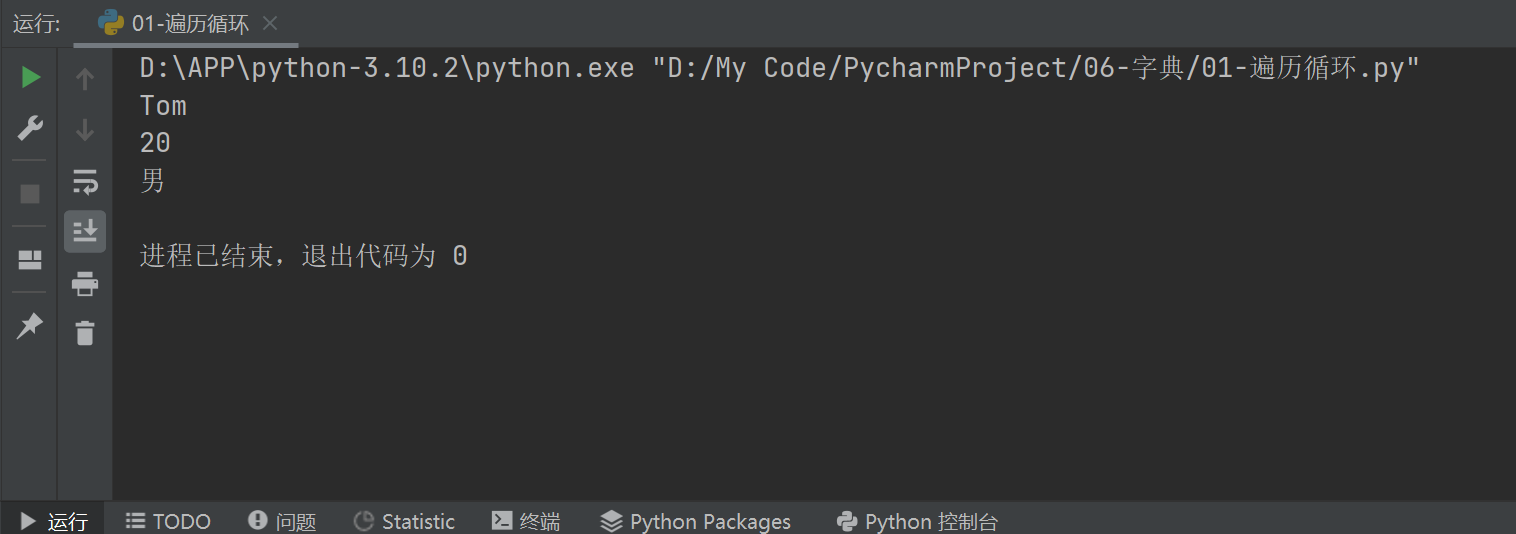 运行: 01-遍历循环
D:\APP\python-3.10.2\python.exe "D:/My Code/PycharmProject/06-字典/01-遍历循环.py"
Tom
20
男
进程已结束，退出代码为 0
运行 TODO 问题 Statistic 终端 Python Packages Python 控制台